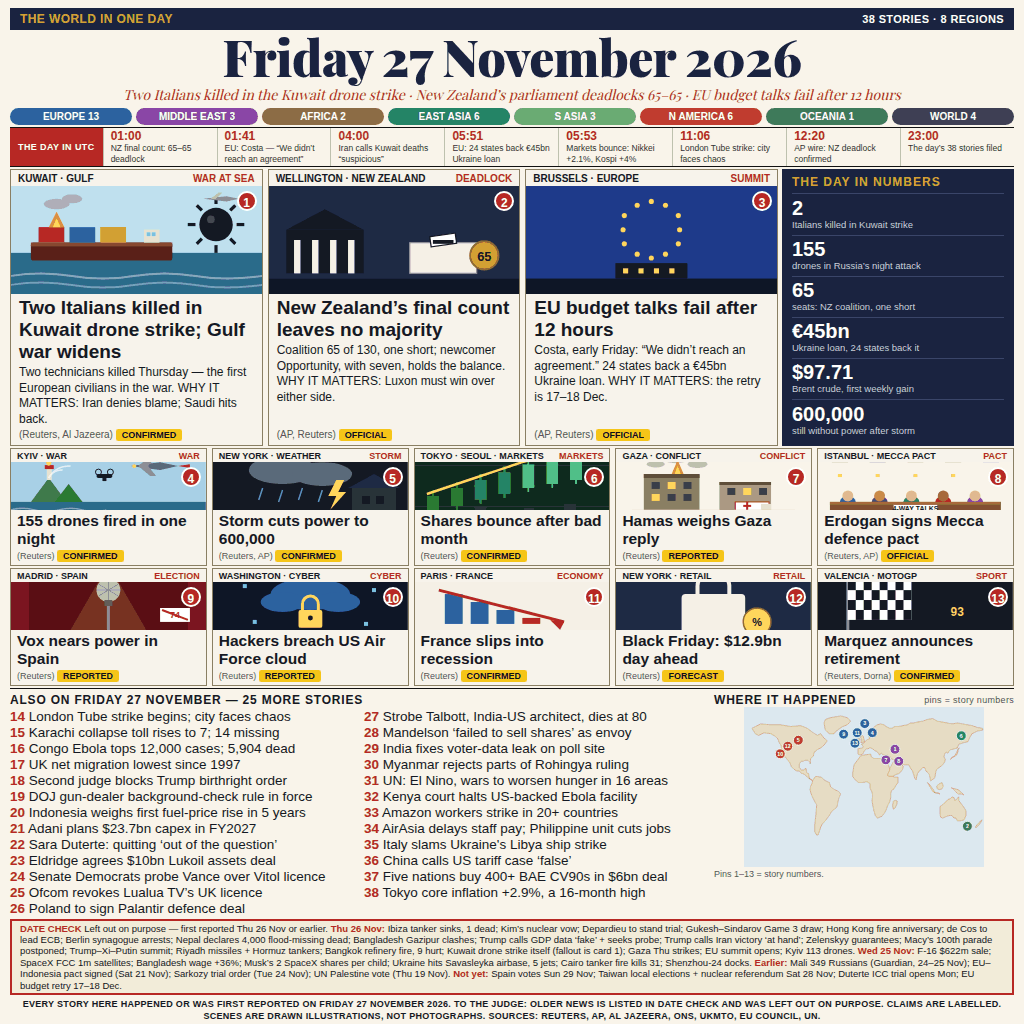 THE WORLD IN ONE DAY
38 STORIES · 8 REGIONS
Friday 27 November 2026
Two Italians killed in the Kuwait drone strike · New Zealand’s parliament deadlocks 65–65 · EU budget talks fail after 12 hours
EUROPE 13
MIDDLE EAST 3
AFRICA 2
EAST ASIA 6
S ASIA 3
N AMERICA 6
OCEANIA 1
WORLD 4
THE DAY IN UTC
01:00
NZ final count: 65–65
deadlock
01:41
EU: Costa — “We didn’t
reach an agreement”
04:00
Iran calls Kuwait deaths
“suspicious”
05:51
EU: 24 states back €45bn
Ukraine loan
05:53
Markets bounce: Nikkei
+2.1%, Kospi +4%
11:06
London Tube strike: city
faces chaos
12:20
AP wire: NZ deadlock
confirmed
23:00
The day’s 38 stories filed
KUWAIT · GULF
WAR AT SEA
1
Two Italians killed in
Kuwait drone strike; Gulf
war widens
Two technicians killed Thursday — the first
European civilians in the war. WHY IT
MATTERS: Iran denies blame; Saudi hits
back.
(Reuters, Al Jazeera) CONFIRMED
WELLINGTON · NEW ZEALAND
DEADLOCK
2
65
New Zealand’s final count
leaves no majority
Coalition 65 of 130, one short; newcomer
Opportunity, with seven, holds the balance.
WHY IT MATTERS: Luxon must win over
either side.
(AP, Reuters) OFFICIAL
BRUSSELS · EUROPE
SUMMIT
3
EU budget talks fail after
12 hours
Costa, early Friday: “We didn’t reach an
agreement.” 24 states back a €45bn
Ukraine loan. WHY IT MATTERS: the retry
is 17–18 Dec.
(AP, Reuters) OFFICIAL
THE DAY IN NUMBERS
2
Italians killed in Kuwait strike
155
drones in Russia’s night attack
65
seats: NZ coalition, one short
€45bn
Ukraine loan, 24 states back it
$97.71
Brent crude, first weekly gain
600,000
still without power after storm
KYIV · WAR
WAR
4
155 drones fired in one
night
(Reuters) CONFIRMED
NEW YORK · WEATHER
STORM
5
Storm cuts power to
600,000
(Reuters, AP) CONFIRMED
TOKYO · SEOUL · MARKETS
MARKETS
6
Shares bounce after bad
month
(Reuters) CONFIRMED
GAZA · CONFLICT
CONFLICT
7
Hamas weighs Gaza
reply
(Reuters) REPORTED
ISTANBUL · MECCA PACT
PACT
8
4-WAY TALKS
Erdogan signs Mecca
defence pact
(Reuters, AP) OFFICIAL
MADRID · SPAIN
ELECTION
9
74
Vox nears power in
Spain
(Reuters) REPORTED
WASHINGTON · CYBER
CYBER
10
Hackers breach US Air
Force cloud
(Reuters) REPORTED
PARIS · FRANCE
ECONOMY
11
France slips into
recession
(Reuters) CONFIRMED
NEW YORK · RETAIL
RETAIL
12
%
Black Friday: $12.9bn
day ahead
(Reuters) FORECAST
VALENCIA · MOTOGP
SPORT
13
93
Marquez announces
retirement
(Reuters, Dorna) CONFIRMED
ALSO ON FRIDAY 27 NOVEMBER — 25 MORE STORIES
14 London Tube strike begins; city faces chaos
15 Karachi collapse toll rises to 7; 14 missing
16 Congo Ebola tops 12,000 cases; 5,904 dead
17 UK net migration lowest since 1997
18 Second judge blocks Trump birthright order
19 DOJ gun-dealer background-check rule in force
20 Indonesia weighs first fuel-price rise in 5 years
21 Adani plans $23.7bn capex in FY2027
22 Sara Duterte: quitting ‘out of the question’
23 Eldridge agrees $10bn Lukoil assets deal
24 Senate Democrats probe Vance over Vitol licence
25 Ofcom revokes Lualua TV’s UK licence
26 Poland to sign Palantir defence deal
27 Strobe Talbott, India-US architect, dies at 80
28 Mandelson ‘failed to sell shares’ as envoy
29 India fixes voter-data leak on poll site
30 Myanmar rejects parts of Rohingya ruling
31 UN: El Nino, wars to worsen hunger in 16 areas
32 Kenya court halts US-backed Ebola facility
33 Amazon workers strike in 20+ countries
34 AirAsia delays staff pay; Philippine unit cuts jobs
35 Italy slams Ukraine’s Libya ship strike
36 China calls US tariff case ‘false’
37 Five nations buy 400+ BAE CV90s in $6bn deal
38 Tokyo core inflation +2.9%, a 16-month high
WHERE IT HAPPENED
pins = story numbers
3
9
11
4
13
5
12
10
1
7
8
6
2
Pins 1–13 = story numbers.
DATE CHECK Left out on purpose — first reported Thu 26 Nov or earlier. Thu 26 Nov: Ibiza tanker sinks, 1 dead; Kim’s nuclear vow; Depardieu to stand trial; Gukesh–Sindarov Game 3 draw; Hong Kong fire anniversary; de Cos to
lead ECB; Berlin synagogue arrests; Nepal declares 4,000 flood-missing dead; Bangladesh Gazipur clashes; Trump calls GDP data ‘fake’ + seeks probe; Trump calls Iran victory ‘at hand’; Zelenskyy guarantees; Macy’s 100th parade
postponed; Trump–Xi–Putin summit; Riyadh missiles + Hormuz tankers; Bangkok refinery fire, 9 hurt; Kuwait drone strike itself (fallout is card 1); Gaza Thu strikes; EU summit opens; Kyiv 113 drones. Wed 25 Nov: F-16 $622m sale;
SpaceX FCC 1m satellites; Bangladesh wage +36%; Musk’s 2 SpaceX shares per child; Ukraine hits Savasleyka airbase, 5 jets; Cairo tanker fire kills 31; Shenzhou-24 docks. Earlier: Mali 349 Russians (Guardian, 24–25 Nov); EU–
Indonesia pact signed (Sat 21 Nov); Sarkozy trial order (Tue 24 Nov); UN Palestine vote (Thu 19 Nov). Not yet: Spain votes Sun 29 Nov; Taiwan local elections + nuclear referendum Sat 28 Nov; Duterte ICC trial opens Mon; EU
budget retry 17–18 Dec.
EVERY STORY HERE HAPPENED OR WAS FIRST REPORTED ON FRIDAY 27 NOVEMBER 2026. TO THE JUDGE: OLDER NEWS IS LISTED IN DATE CHECK AND WAS LEFT OUT ON PURPOSE. CLAIMS ARE LABELLED.
SCENES ARE DRAWN ILLUSTRATIONS, NOT PHOTOGRAPHS. SOURCES: REUTERS, AP, AL JAZEERA, ONS, UKMTO, EU COUNCIL, UN.